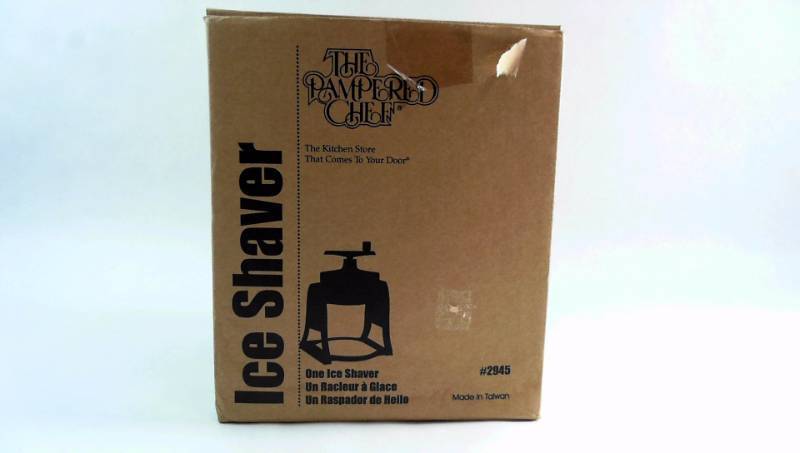 Ice Shaver
THE
PAMPERED
CHEF®
The Kitchen Store
That Comes To Your Door®
One Ice Shaver
Un Racleur à Glace
Un Raspador de Heilo
#2945
Made in Taiwan